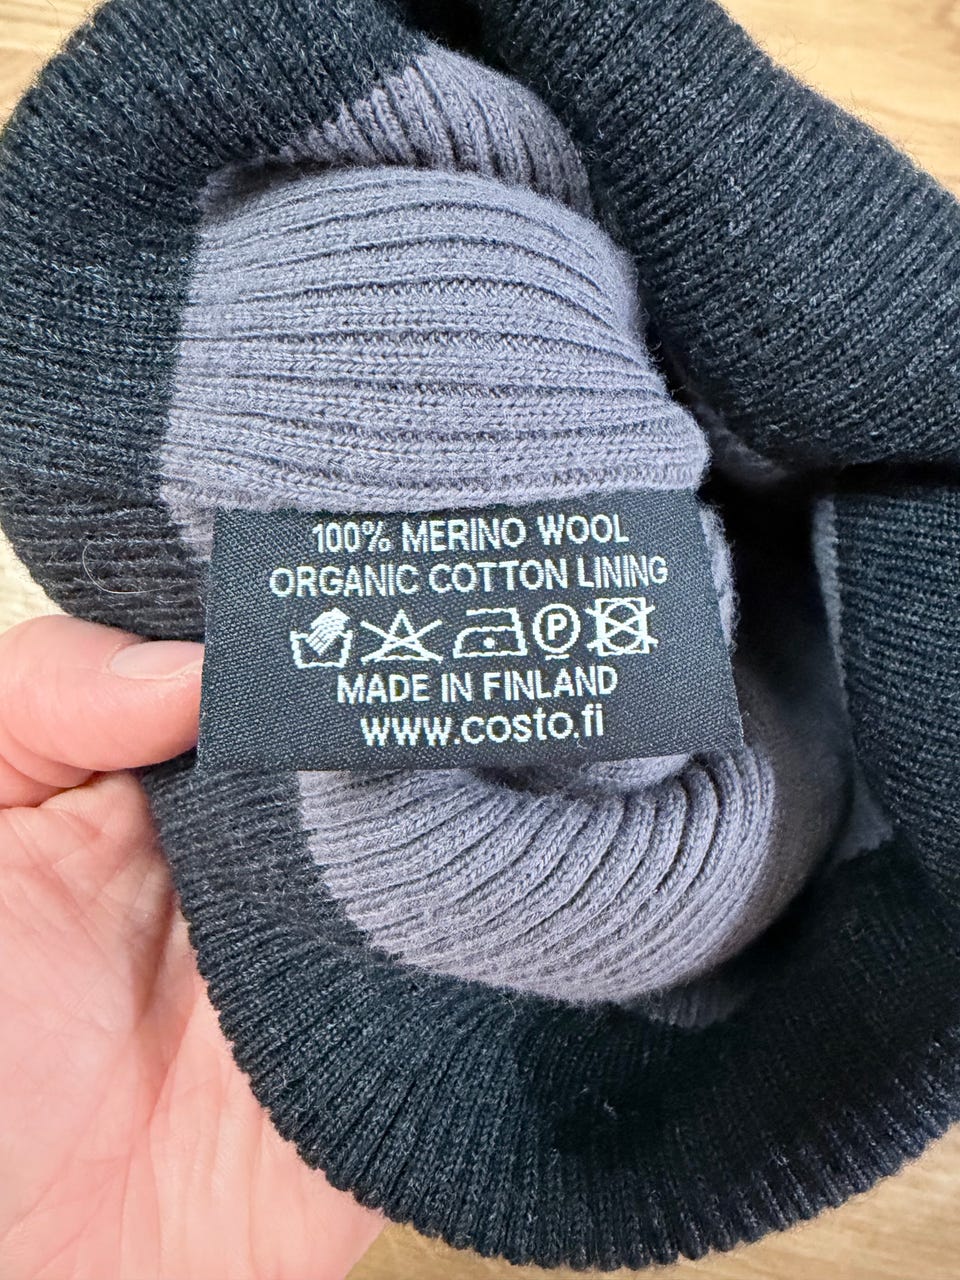 100% MERINO WOOL
ORGANIC COTTON LINING
P
MADE IN FINLAND
www.costo.fi